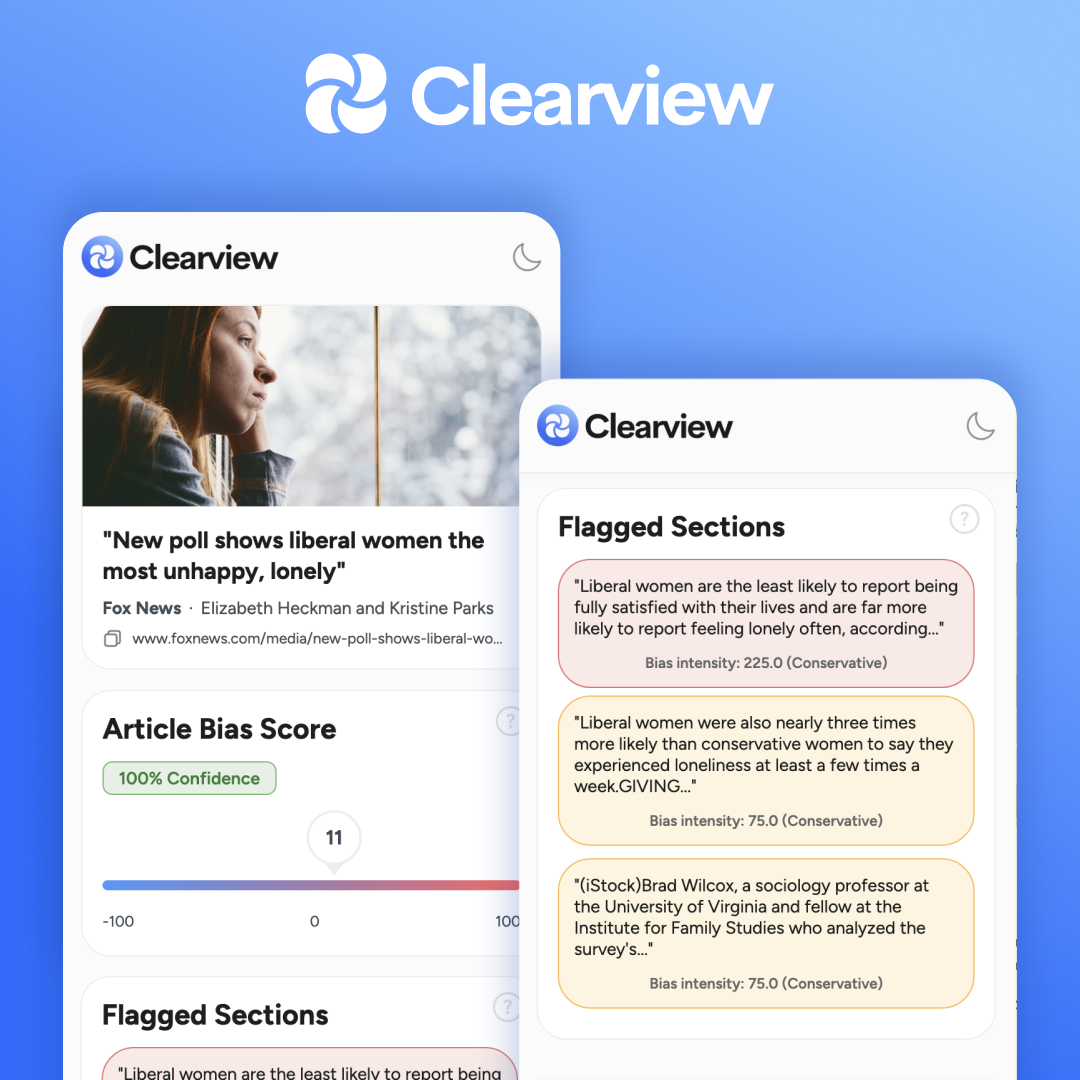 Clearview
Clearview
"New poll shows liberal women the
most unhappy, lonely"
Fox News · Elizabeth Heckman and Kristine Parks
www.foxnews.com/media/new-poll-shows-liberal-wo...
Article Bias Score
?
100% Confidence
11
-100
0
100
Flagged Sections
?
"Liberal women are the least likely to report being
Clearview
Flagged Sections
?
"Liberal women are the least likely to report being
fully satisfied with their lives and are far more
likely to report feeling lonely often, according..."
Bias intensity: 225.0 (Conservative)
"Liberal women were also nearly three times
more likely than conservative women to say they
experienced loneliness at least a few times a
week.GIVING..."
Bias intensity: 75.0 (Conservative)
"(iStock)Brad Wilcox, a sociology professor at
the University of Virginia and fellow at the
Institute for Family Studies who analyzed the
survey's..."
Bias intensity: 75.0 (Conservative)